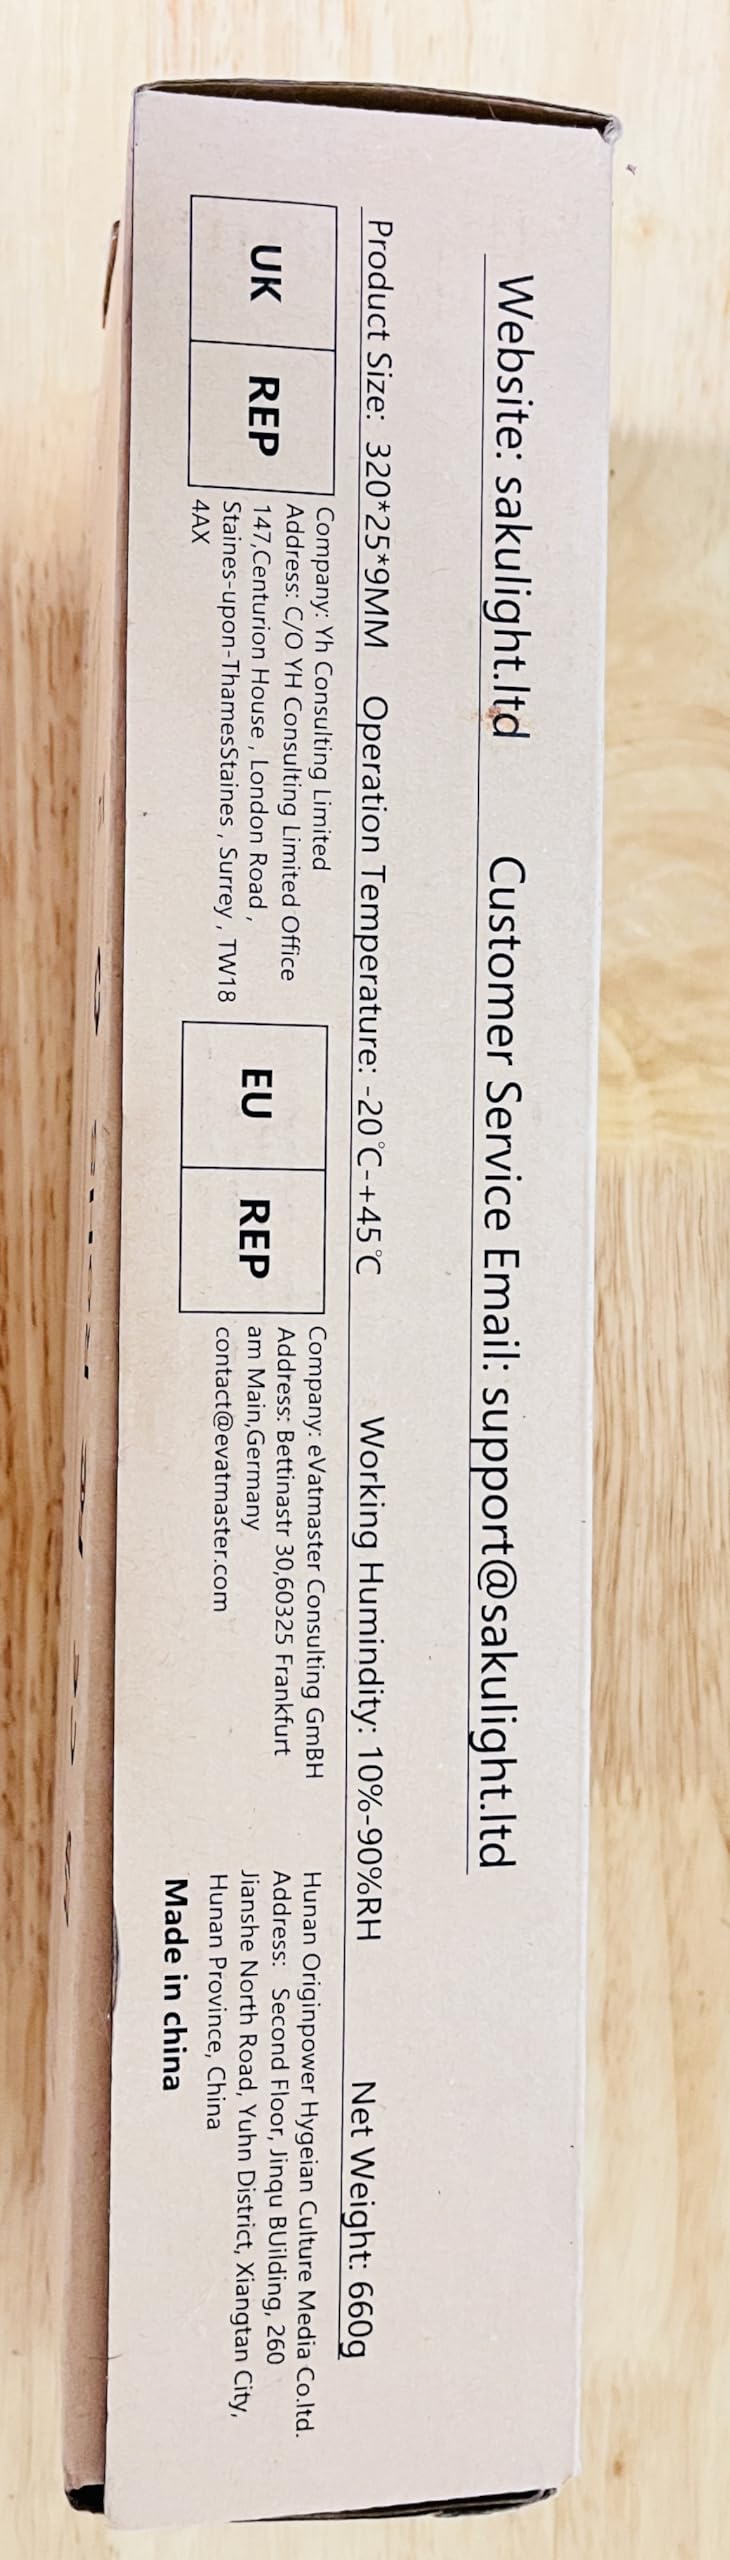 Website: sakulight.ltd Customer Service Email: support@sakulight.ltd
Product Size: 320*25*9MM Operation Temperature: -20℃-+45℃ Working Humindity: 10%-90%RH Net Weight: 660g
UK REP
Company: Yh Consulting Limited
Address: C/O YH Consulting Limited Office
147,Centurion House , London Road ,
Staines-upon-ThamesStaines , Surrey , TW18
4AX
EU REP
Company: eVatmaster Consulting GmBH
Address: Bettinastr 30,60325 Frankfurt
am Main,Germany
contact@evatmaster.com
Hunan Originpower Hygeian Culture Media Co.ltd.
Address: Second Floor, Jinqu BUilding, 260
Jianshe North Road, Yuhn District, Xiangtan City,
Hunan Province, China
Made in china